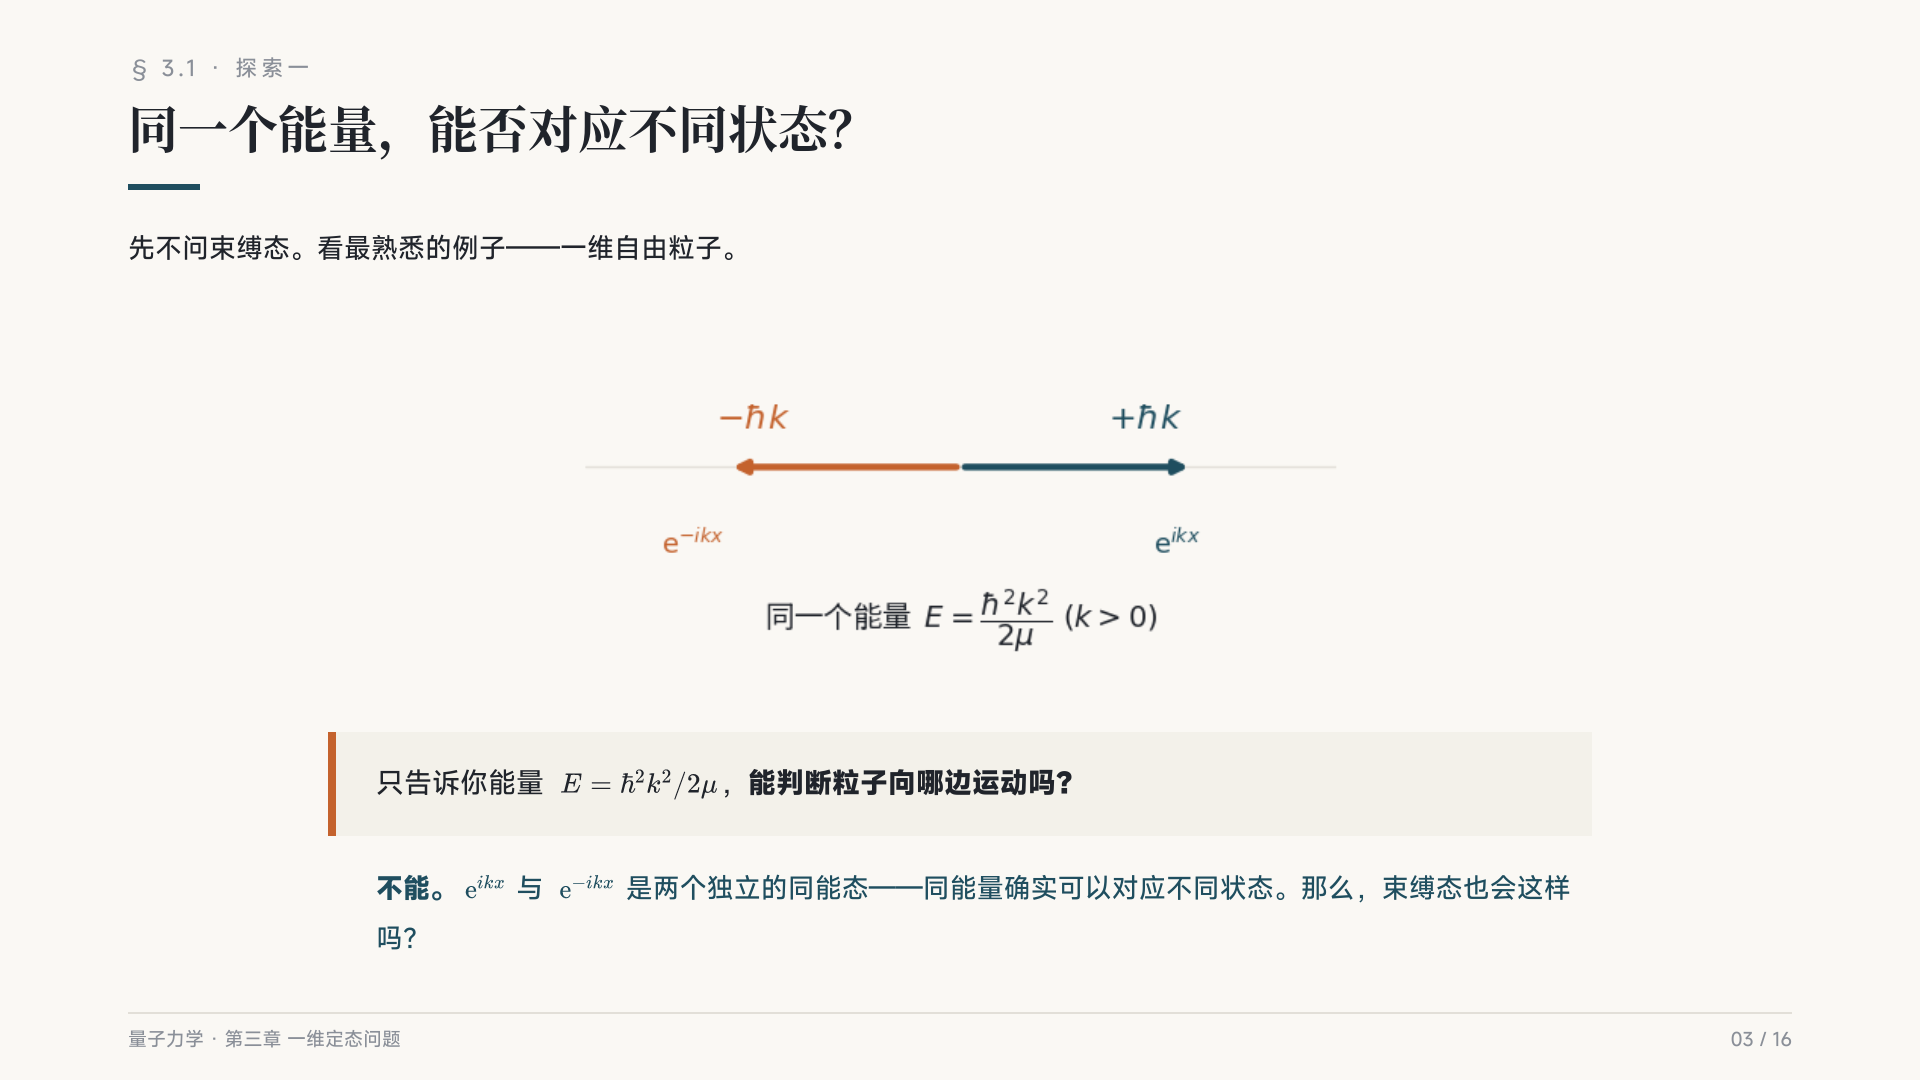 § 3.1 · 探索一
同一个能量，能否对应不同状态？
先不问束缚态。看最熟悉的例子——一维自由粒子。
−ℏk +ℏk
e^{−ikx} e^{ikx}
同一个能量 E = \frac{ℏ²k²}{2μ} (k > 0)
只告诉你能量 E = ℏ²k²/2μ，能判断粒子向哪边运动吗？
不能。 e^{ikx} 与 e^{−ikx} 是两个独立的同能态——同能量确实可以对应不同状态。那么，束缚态也会这样
吗？
量子力学 · 第三章 一维定态问题 03 / 16